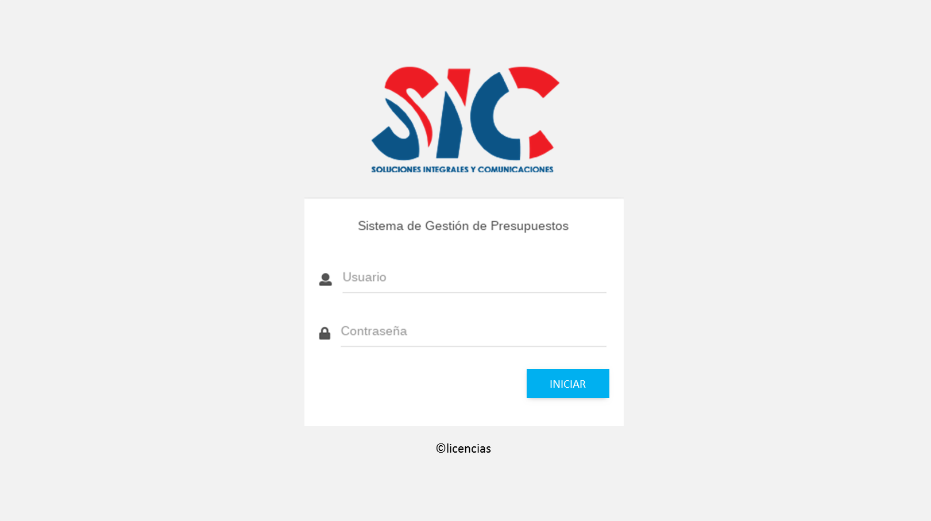 SIC
SOLUCIONES INTEGRALES Y COMUNICACIONES
Sistema de Gestión de Presupuestos
Usuario
Contraseña
INICIAR
©licencias